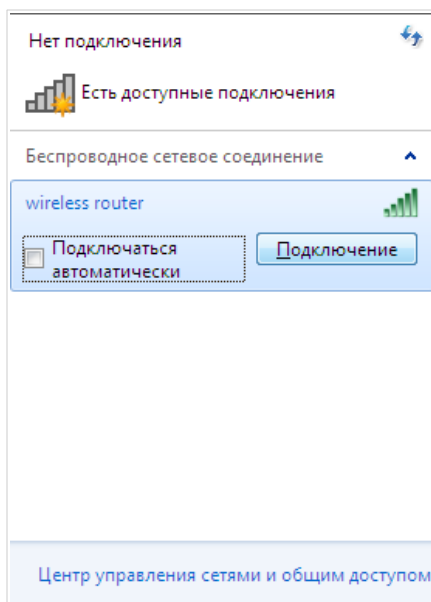 Нет подключения
Есть доступные подключения
Беспроводное сетевое соединение
wireless router
Подключаться
автоматически
Подключение
Центр управления сетями и общим доступом